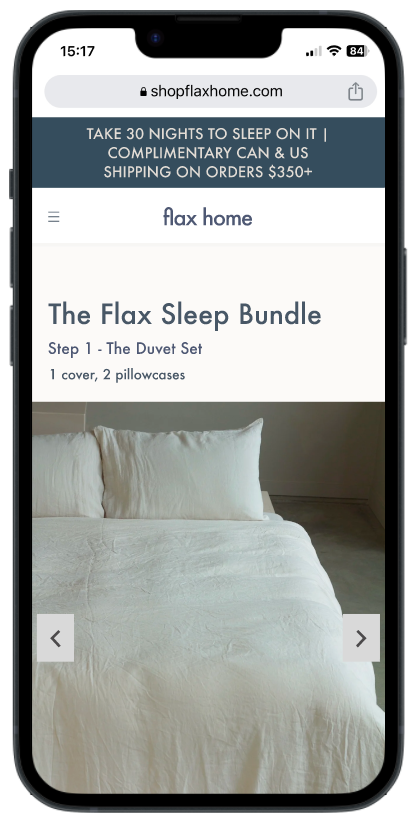 15:17
84
shopflaxhome.com
TAKE 30 NIGHTS TO SLEEP ON IT |
COMPLIMENTARY CAN & US
SHIPPING ON ORDERS $350+
flax home
The Flax Sleep Bundle
Step 1 - The Duvet Set
1 cover, 2 pillowcases